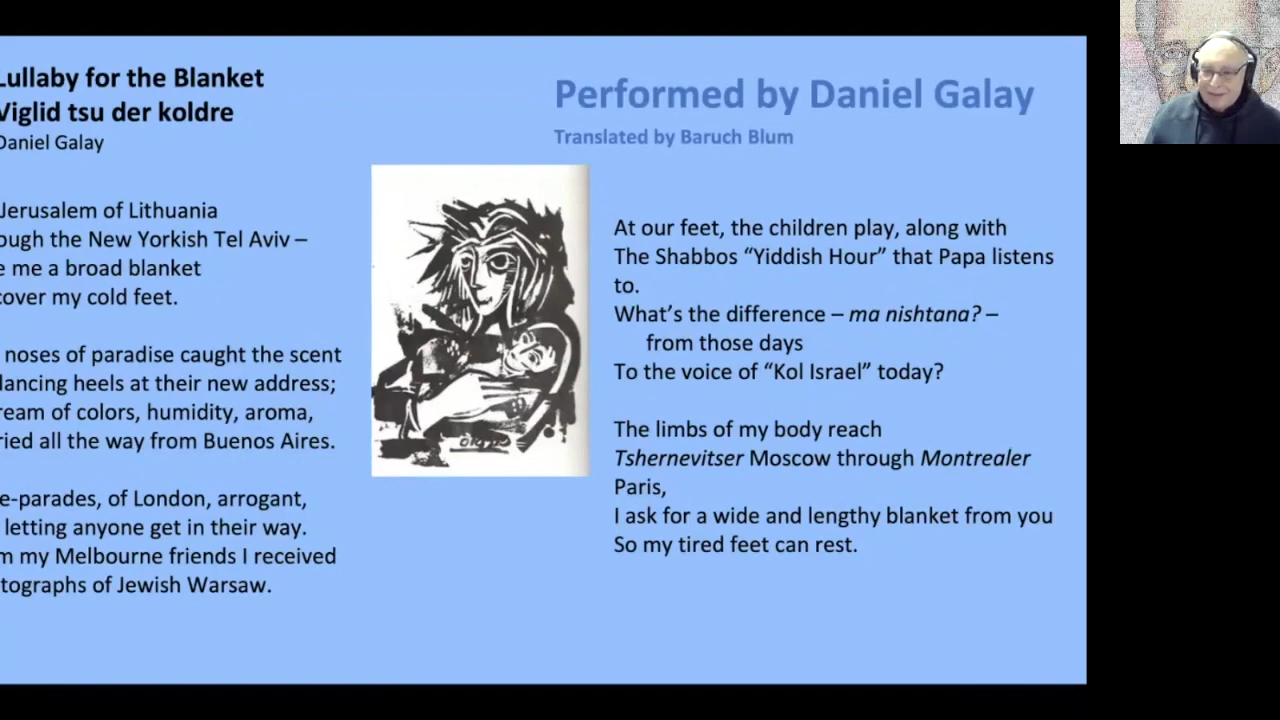 Lullaby for the Blanket
Viglid tsu der koldre
Daniel Galay
Jerusalem of Lithuania
ough the New Yorkish Tel Aviv –
e me a broad blanket
cover my cold feet.
noses of paradise caught the scent
lancing heels at their new address;
ream of colors, humidity, aroma,
ried all the way from Buenos Aires.
e-parades, of London, arrogant,
letting anyone get in their way.
m my Melbourne friends I received
tographs of Jewish Warsaw.
Performed by Daniel Galay
Translated by Baruch Blum
At our feet, the children play, along with
The Shabbos “Yiddish Hour” that Papa listens
to.
What’s the difference – ma nishtana? –
from those days
To the voice of “Kol Israel” today?
The limbs of my body reach
Tshernevitser Moscow through Montrealer
Paris,
I ask for a wide and lengthy blanket from you
So my tired feet can rest.